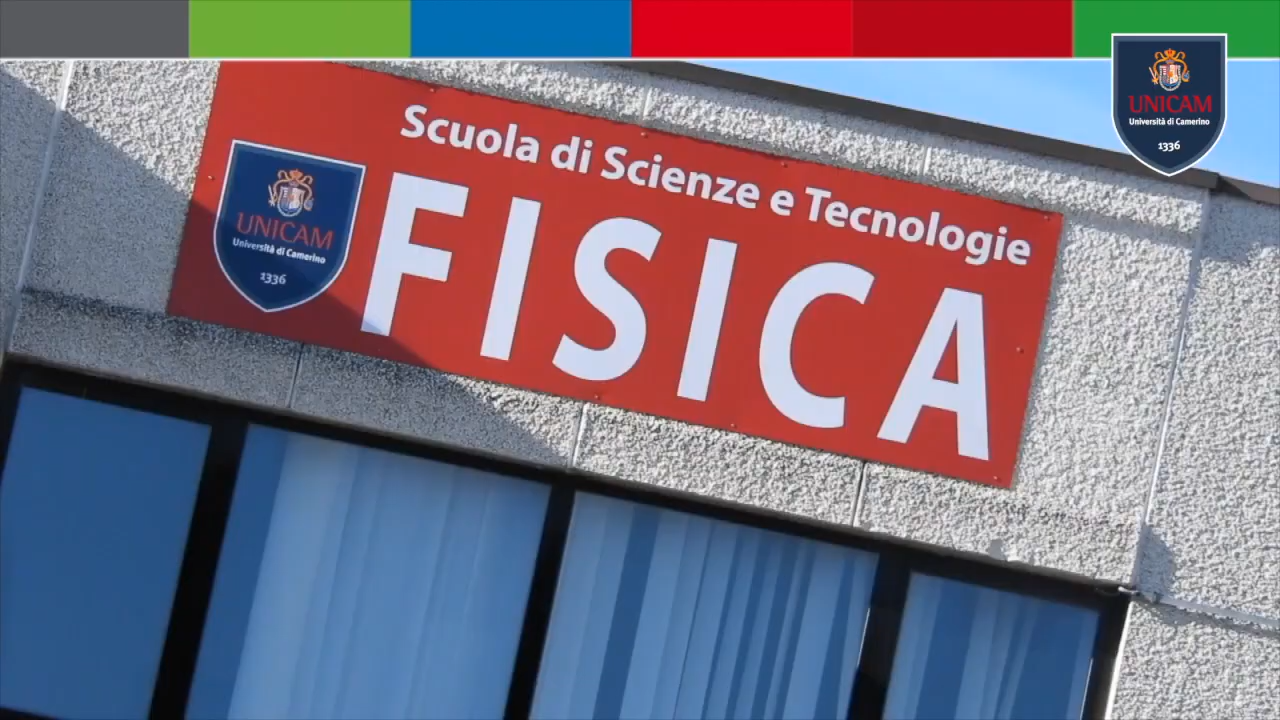 Scuola di Scienze e Tecnologie
FISICA
UNICAM
Università di Camerino
1336
UNICAM
Università di Camerino
1336